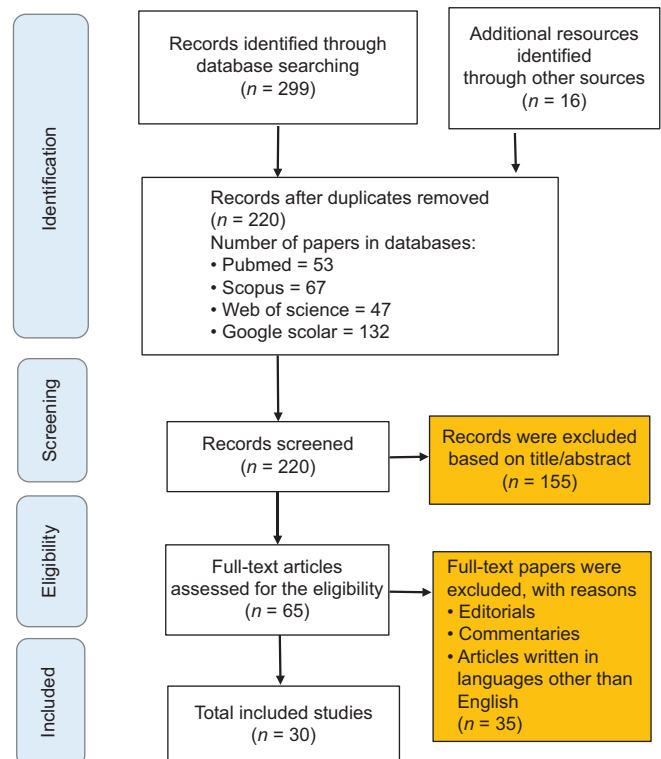 Identification
Records identified through
database searching
(n = 299)
Additional resources
identified
through other sources
(n = 16)
Records after duplicates removed
(n = 220)
Number of papers in databases:
• Pubmed = 53
• Scopus = 67
• Web of science = 47
• Google scolar = 132
Screening
Records screened
(n = 220)
Records were excluded
based on title/abstract
(n = 155)
Eligibility
Full-text articles
assessed for the eligibility
(n = 65)
Full-text papers were
excluded, with reasons
• Editorials
• Commentaries
• Articles written in
languages other than
English
(n = 35)
Included
Total included studies
(n = 30)